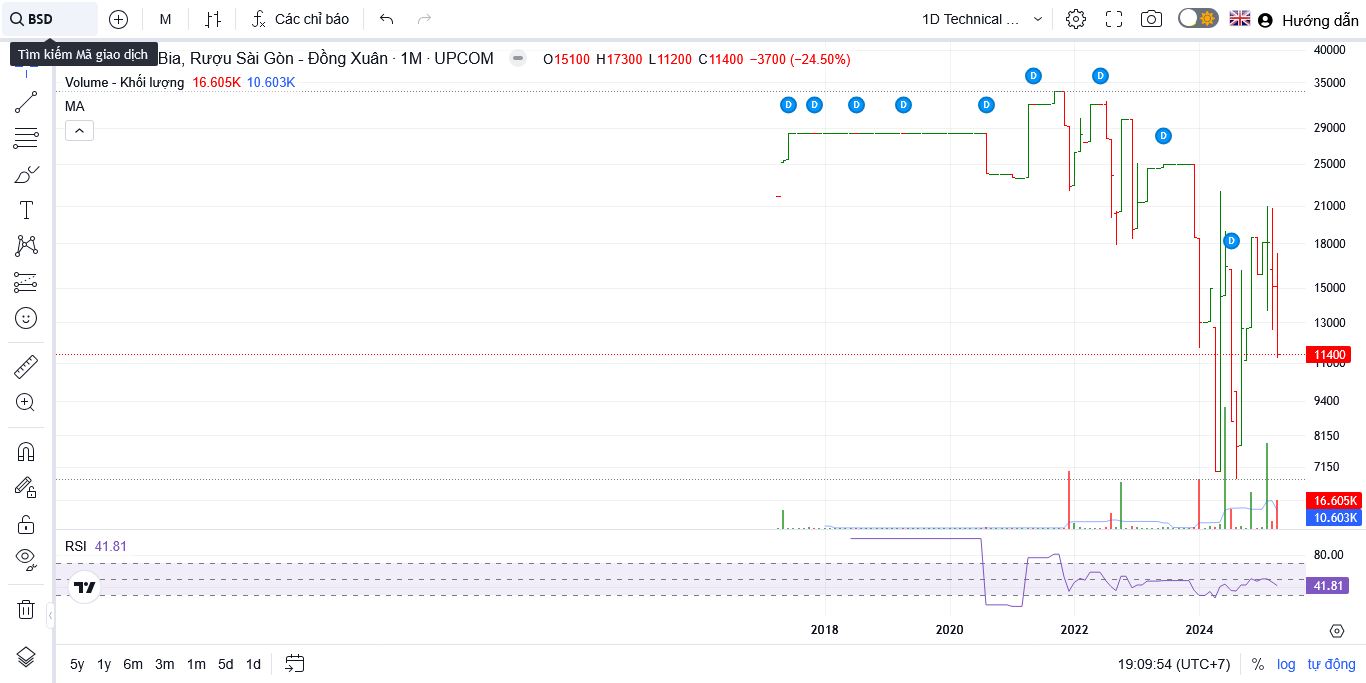 BSD
M
Các chỉ báo
1D Technical ...
Hướng dẫn
Tìm kiếm Mã giao dịch
Bia, Rượu Sài Gòn - Đồng Xuân · 1M · UPCOM
O15100 H17300 L11200 C11400 −3700 (−24.50%)
Volume - Khối lượng 16.605K 10.603K
MA
D D D D D D D D D
40000
35000
29000
25000
21000
18000
15000
13000
11400
11000
9400
8150
7150
16.605K
10.603K
RSI 41.81
80.00
41.81
2018 2020 2022 2024
5y 1y 6m 3m 1m 5d 1d
19:09:54 (UTC+7) % log tự động